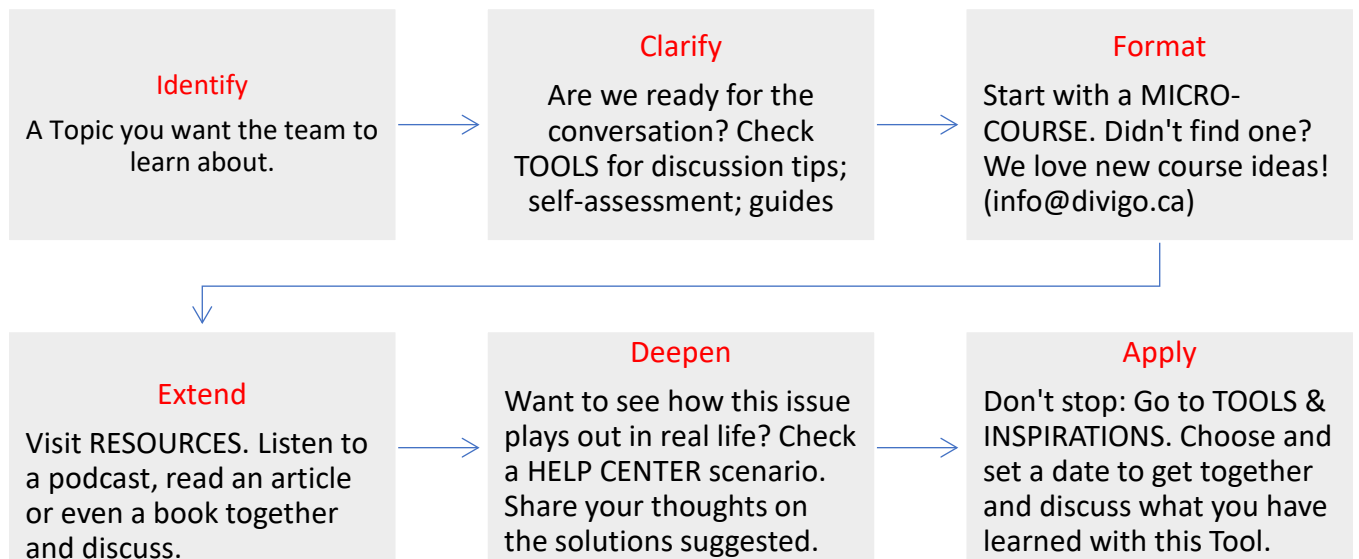 Identify
A Topic you want the team to
learn about.
Clarify
Are we ready for the
conversation? Check
TOOLS for discussion tips;
self-assessment; guides
Format
Start with a MICRO-
COURSE. Didn't find one?
We love new course ideas!
(info@divigo.ca)
Extend
Visit RESOURCES. Listen to
a podcast, read an article
or even a book together
and discuss.
Deepen
Want to see how this issue
plays out in real life? Check
a HELP CENTER scenario.
Share your thoughts on
the solutions suggested.
Apply
Don't stop: Go to TOOLS &
INSPIRATIONS. Choose and
set a date to get together
and discuss what you have
learned with this Tool.